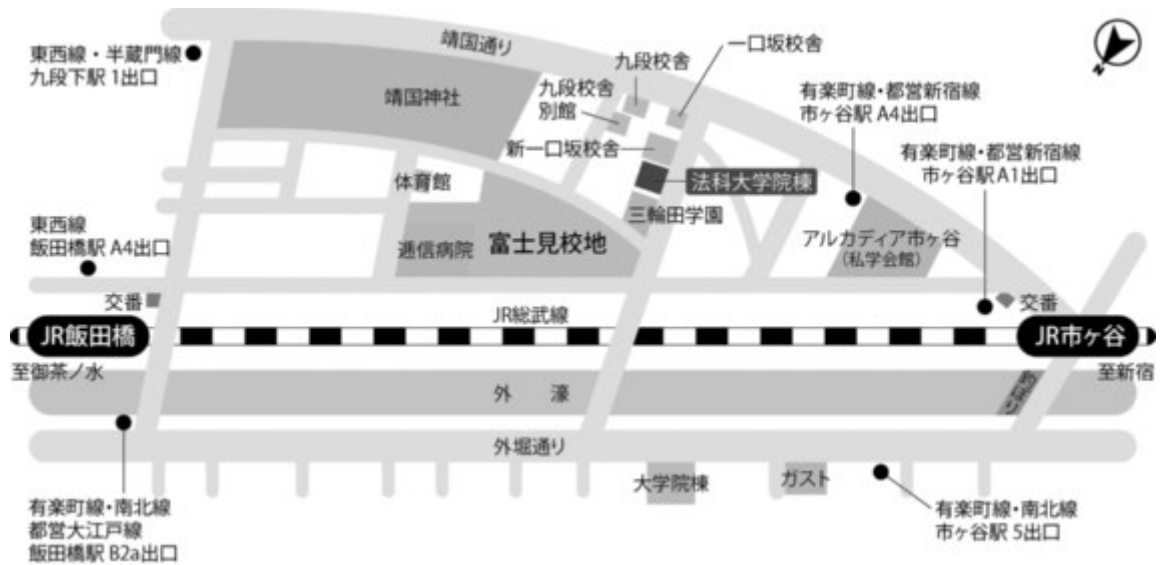 靖国通り
一口坂校舎
東西線・半蔵門線
九段下駅 1出口
九段校舎
九段校舎
別館
靖国神社
有楽町線・都営新宿線
市ヶ谷駅 A4出口
新一口坂校舎
有楽町線・都営新宿線
市ヶ谷駅A1出口
体育館
法科大学院棟
三輪田学園
東西線
飯田橋駅 A4出口
逓信病院
富士見校地
アルカディア市ヶ谷
(私学会館)
交番
交番
JR総武線
JR飯田橋
JR市ヶ谷
至御茶ノ水
至新宿
釣堀り
外 濠
外堀通り
大学院棟
ガスト
有楽町線・南北線
都営大江戸線
飯田橋駅 B2a出口
有楽町線・南北線
市ヶ谷駅 5出口
N